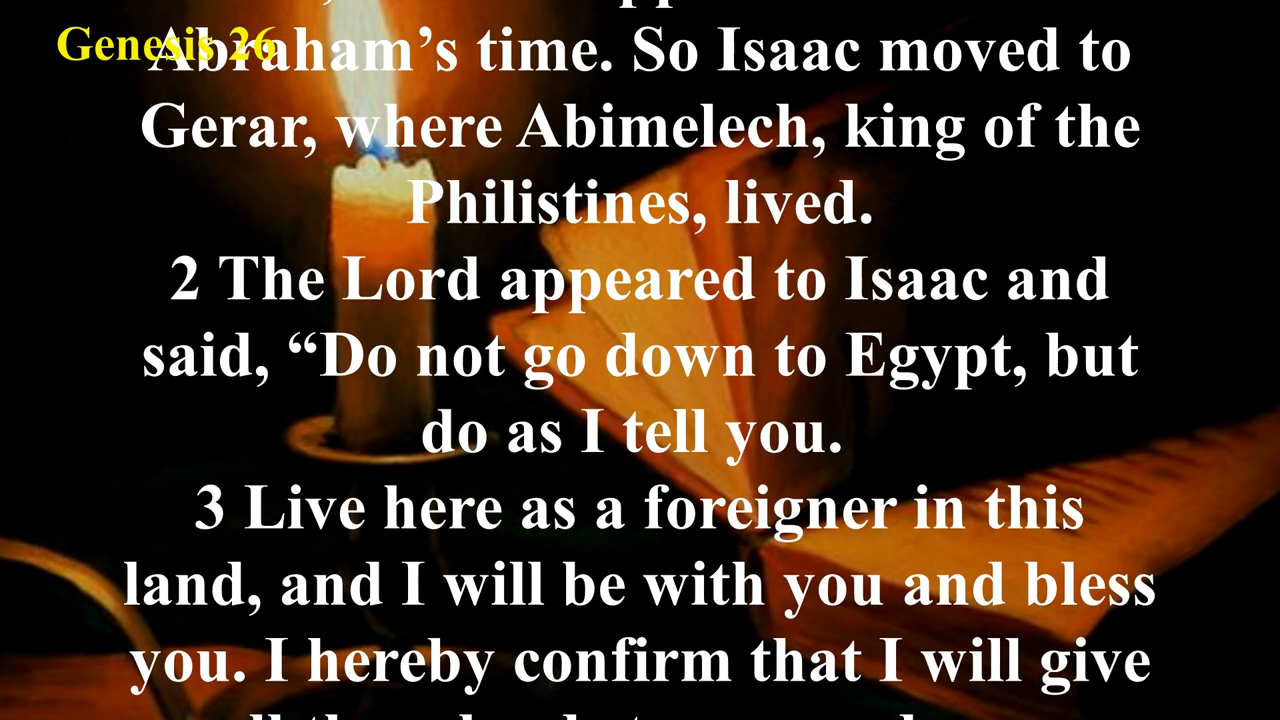 Genesis 26
Abraham’s time. So Isaac moved to
Gerar, where Abimelech, king of the
Philistines, lived.
2 The Lord appeared to Isaac and
said, “Do not go down to Egypt, but
do as I tell you.
3 Live here as a foreigner in this
land, and I will be with you and bless
you. I hereby confirm that I will give